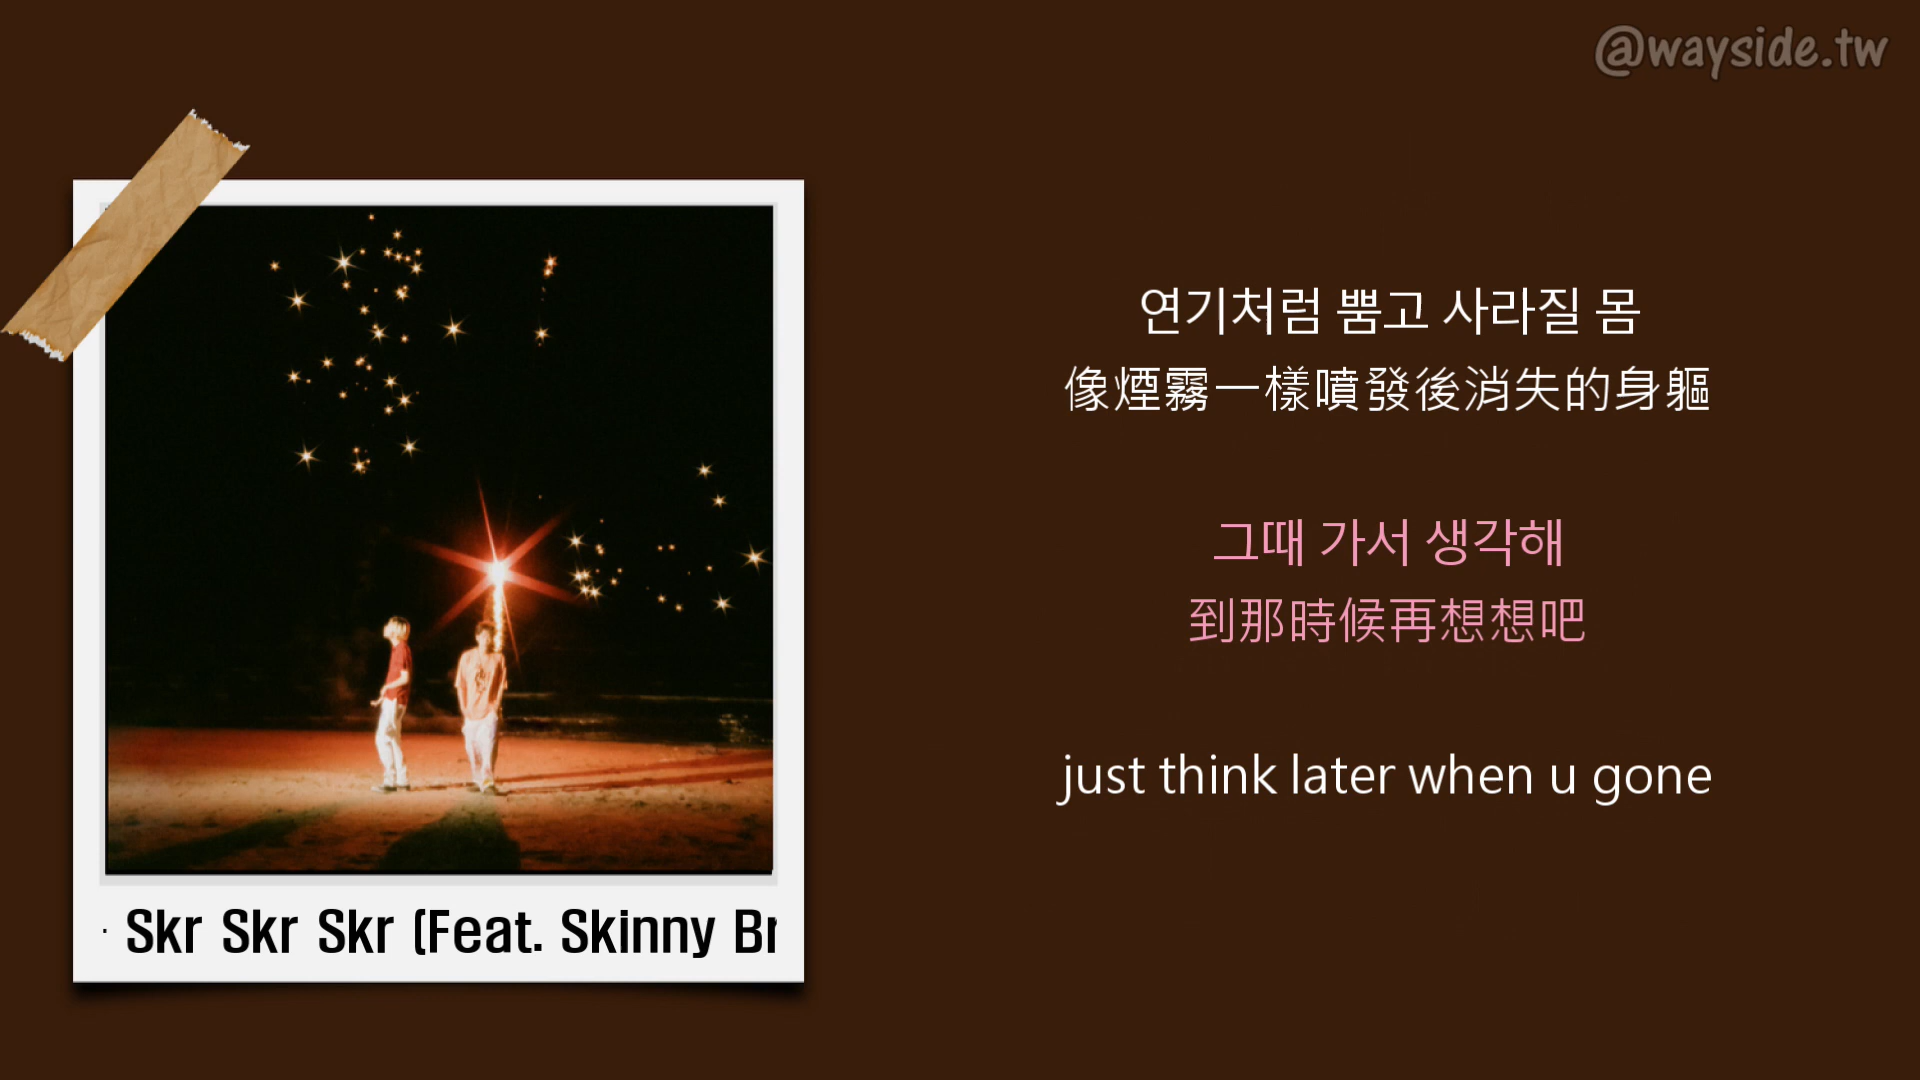 @wayside.tw
연기처럼 뿜고 사라질 몸
像煙霧一樣噴發後消失的身軀
그때 가서 생각해
到那時候再想想吧
just think later when u gone
· Skr Skr Skr (Feat. Skinny Br